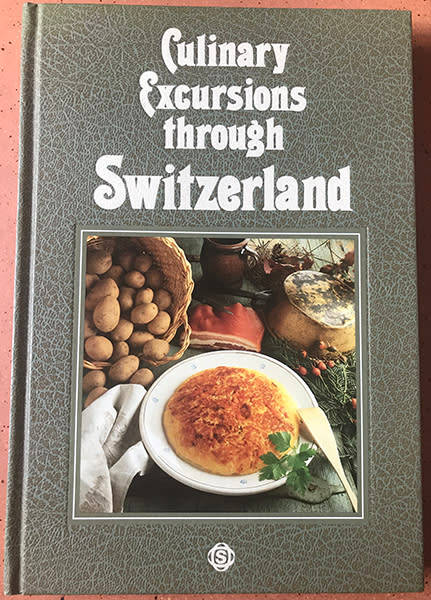 Culinary
Excursions
through
Switzerland
S